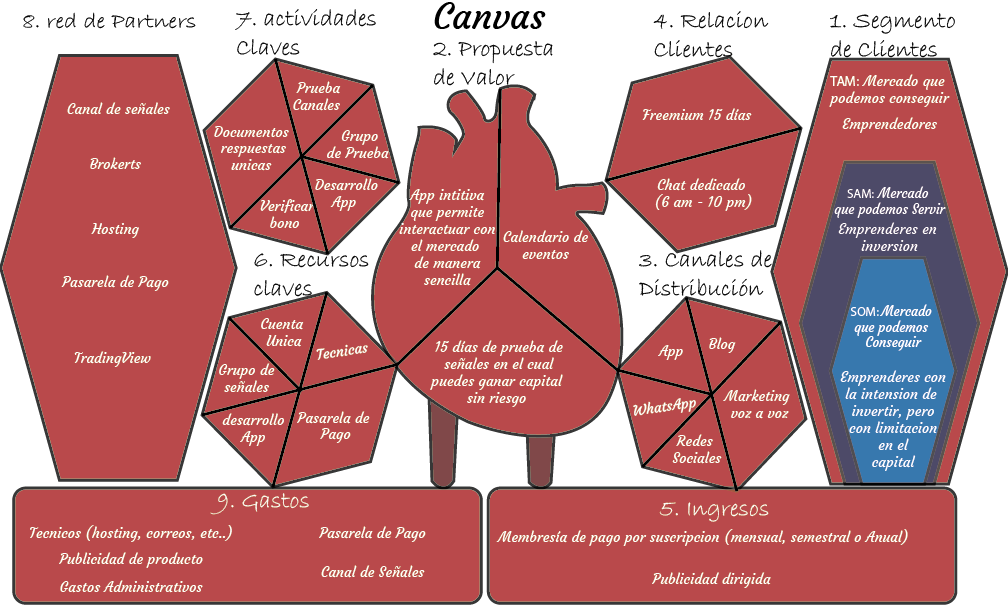 Canvas
8. red de Partners
Canal de señales
Brokerts
Hosting
Pasarela de Pago
TradingView
7. actividades
Claves
Prueba
Canales
Grupo
de Prueba
Desarrollo
App
Verificar
bono
Documentos
respuestas
unicas
6. Recursos
claves
Cuenta
Unica
Tecnicas
Grupo de
señales
desarrollo
App
Pasarela de
Pago
2. Propuesta
de Valor
App intitiva
que permite
interactuar con
el mercado
de manera
sencilla
Calendario de
eventos
15 días de prueba de
señales en el cual
puedes ganar capital
sin riesgo
4. Relacion
Clientes
Freemium 15 días
Chat dedicado
(6 am - 10 pm)
3. Canales de
Distribución
App
Blog
WhatsApp
Marketing
voz a voz
Redes
Sociales
1. Segmento
de Clientes
TAM: Mercado que
podemos conseguir
Emprendedores
SAM: Mercado
que podemos Servir
Emprenderes en
inversion
SOM: Mercado
que podemos
Conseguir
Emprenderes con
la intension de
invertir, pero
con limitacion
en el
capital
9. Gastos
Tecnicos (hosting, correos, etc..)
Publicidad de producto
Gastos Administrativos
Pasarela de Pago
Canal de Señales
5. Ingresos
Membresía de pago por suscripcion (mensual, semestral o Anual)
Publicidad dirigida